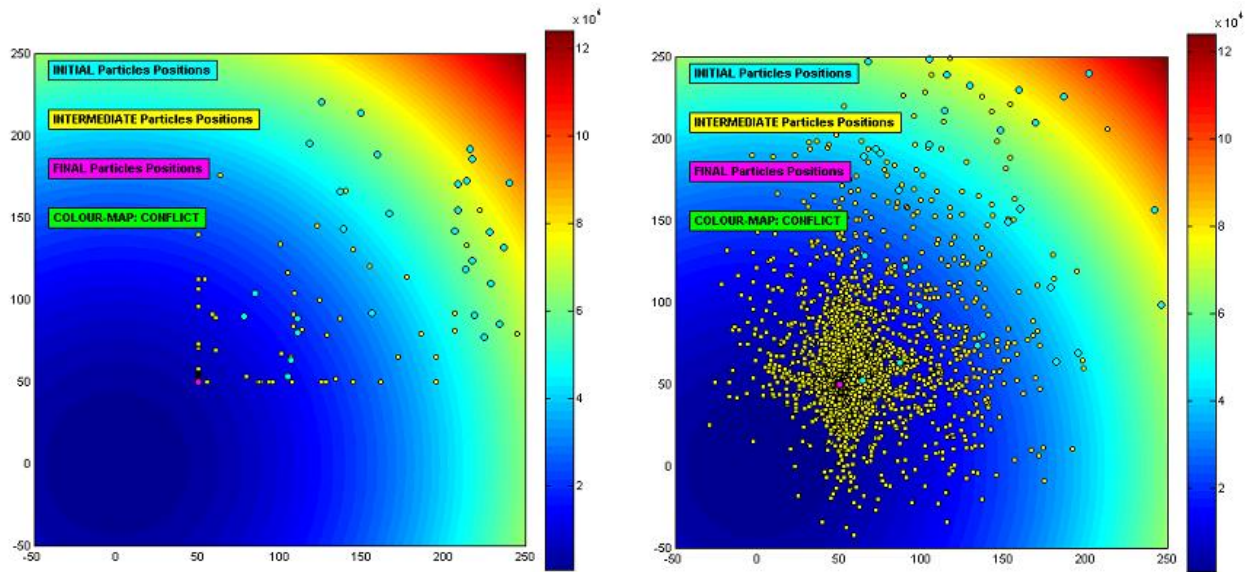 x 10⁴
250
200
150
100
50
0
-50
-50 0 50 100 150 200 250
12
10
8
6
4
2
INITIAL Particles Positions
INTERMEDIATE Particles Positions
FINAL Particles Positions
COLOUR-MAP: CONFLICT
x 10⁴
250
200
150
100
50
0
-50
-50 0 50 100 150 200 250
12
10
8
6
4
2
INITIAL Particles Positions
INTERMEDIATE Particles Positions
FINAL Particles Positions
COLOUR-MAP: CONFLICT